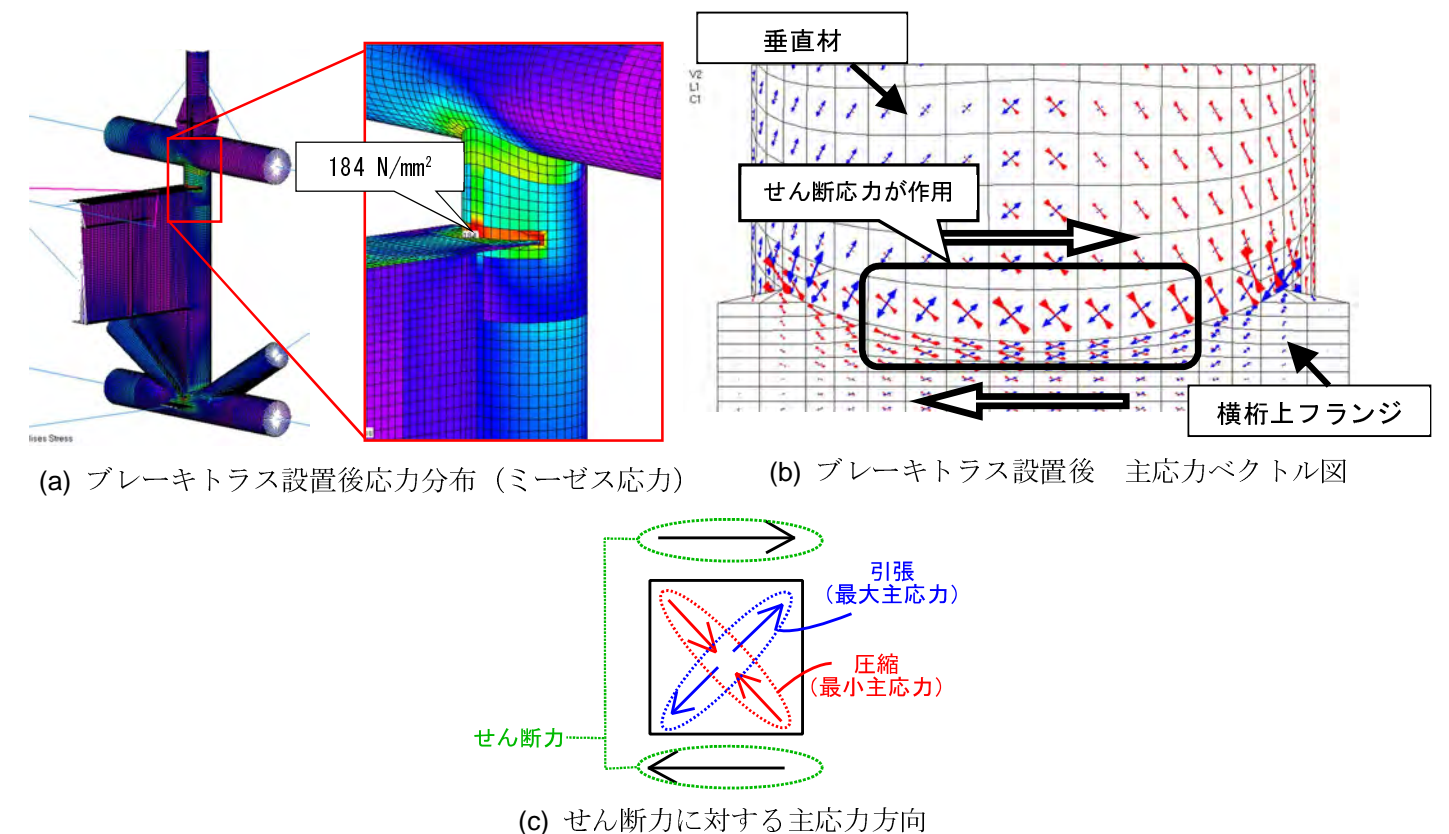 184 N/mm²
lises Stress
(a) ブレーキトラス設置後応力分布（ミーゼス応力）
垂直材
V2
L1
C1
せん断応力が作用
横桁上フランジ
(b) ブレーキトラス設置後　主応力ベクトル図
引張
（最大主応力）
圧縮
（最小主応力）
せん断力
(c) せん断力に対する主応力方向